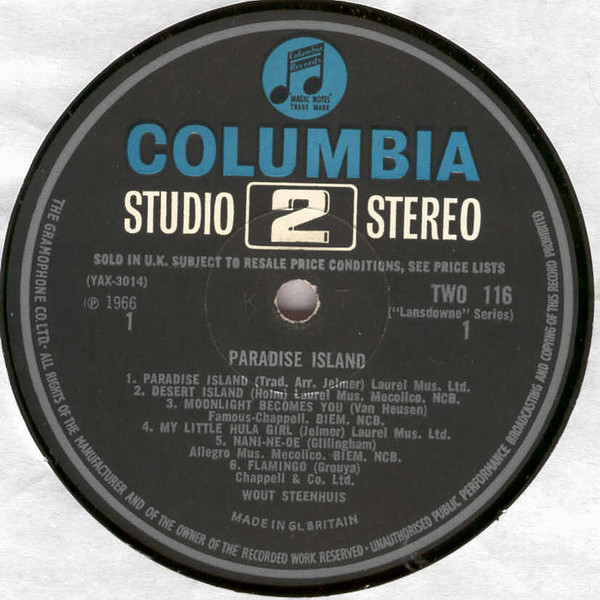 Columbia
Records
MAGIC NOTES
TRADE MARK
COLUMBIA
STUDIO 2 STEREO
SOLD IN U.K. SUBJECT TO RESALE PRICE CONDITIONS, SEE PRICE LISTS
(YAX-3014)
TWO 116
℗ 1966
("Lansdowne" Series)
1
1
K T
PARADISE ISLAND
1. PARADISE ISLAND (Trad. Arr. Jelmer) Laurel Mus. Ltd.
2. DESERT ISLAND (Holm) Laurel Mus. Mecolico. NCB.
3. MOONLIGHT BECOMES YOU (Van Heusen)
Famous-Chappell. BIEM. NCB.
4. MY LITTLE HULA GIRL (Jelmer) Laurel Mus. Ltd.
5. NANI-NE-OE (Gillingham)
Allegro Mus. Mecolico. BIEM. NCB.
6. FLAMINGO (Grouya)
Chappell & Co. Ltd.
WOUT STEENHUIS
MADE IN GT. BRITAIN
THE GRAMOPHONE CO. LTD. · ALL RIGHTS OF THE MANUFACTURER AND OF THE OWNER OF THE RECORDED WORK RESERVED · UNAUTHORISED PUBLIC PERFORMANCE BROADCASTING AND COPYING OF THIS RECORD PROHIBITED